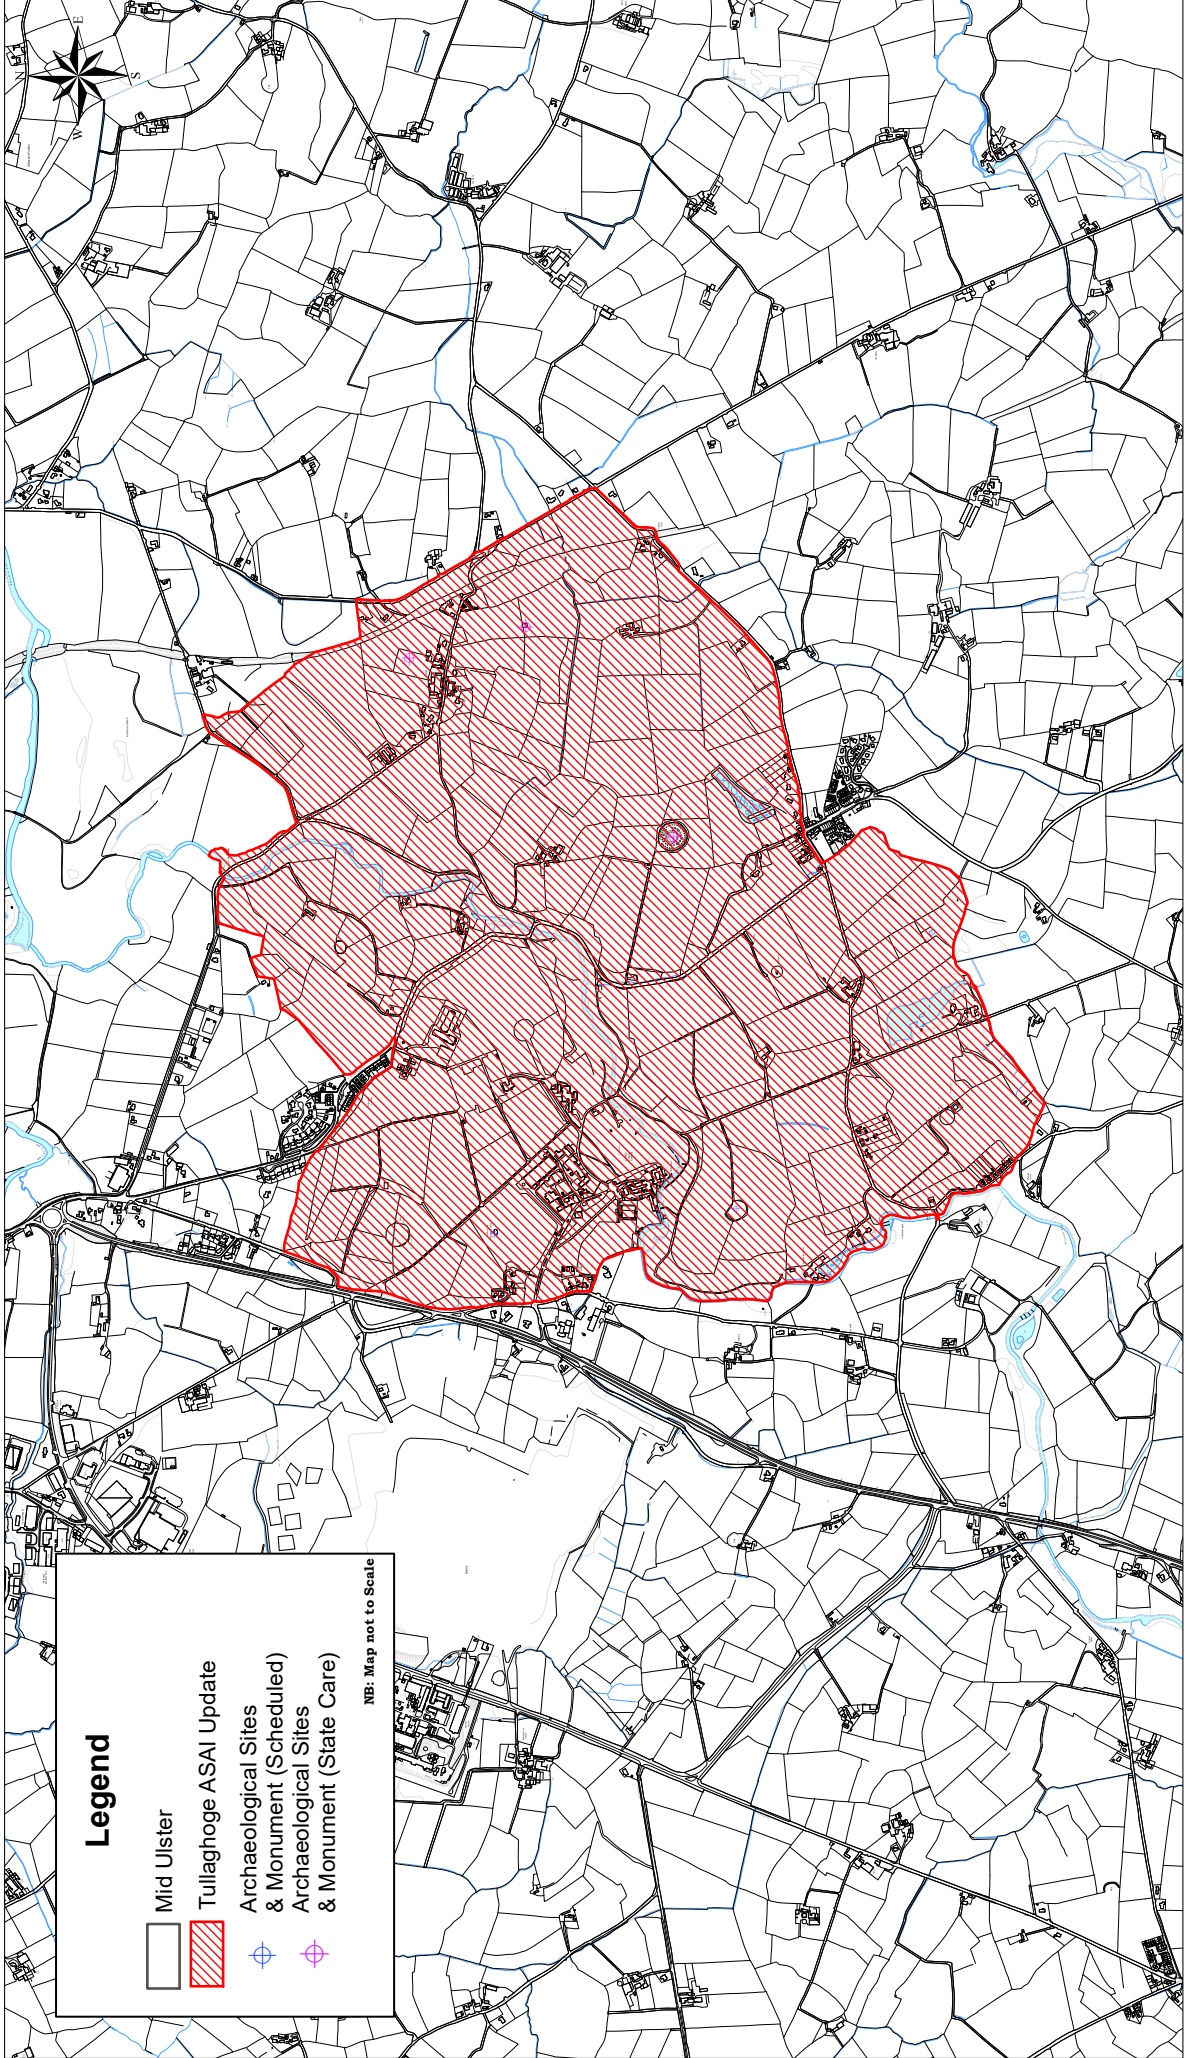 N
E
S
W
Legend
Mid Ulster
Tullaghoge ASAI Update
Archaeological Sites
& Monument (Scheduled)
Archaeological Sites
& Monument (State Care)
NB: Map not to Scale